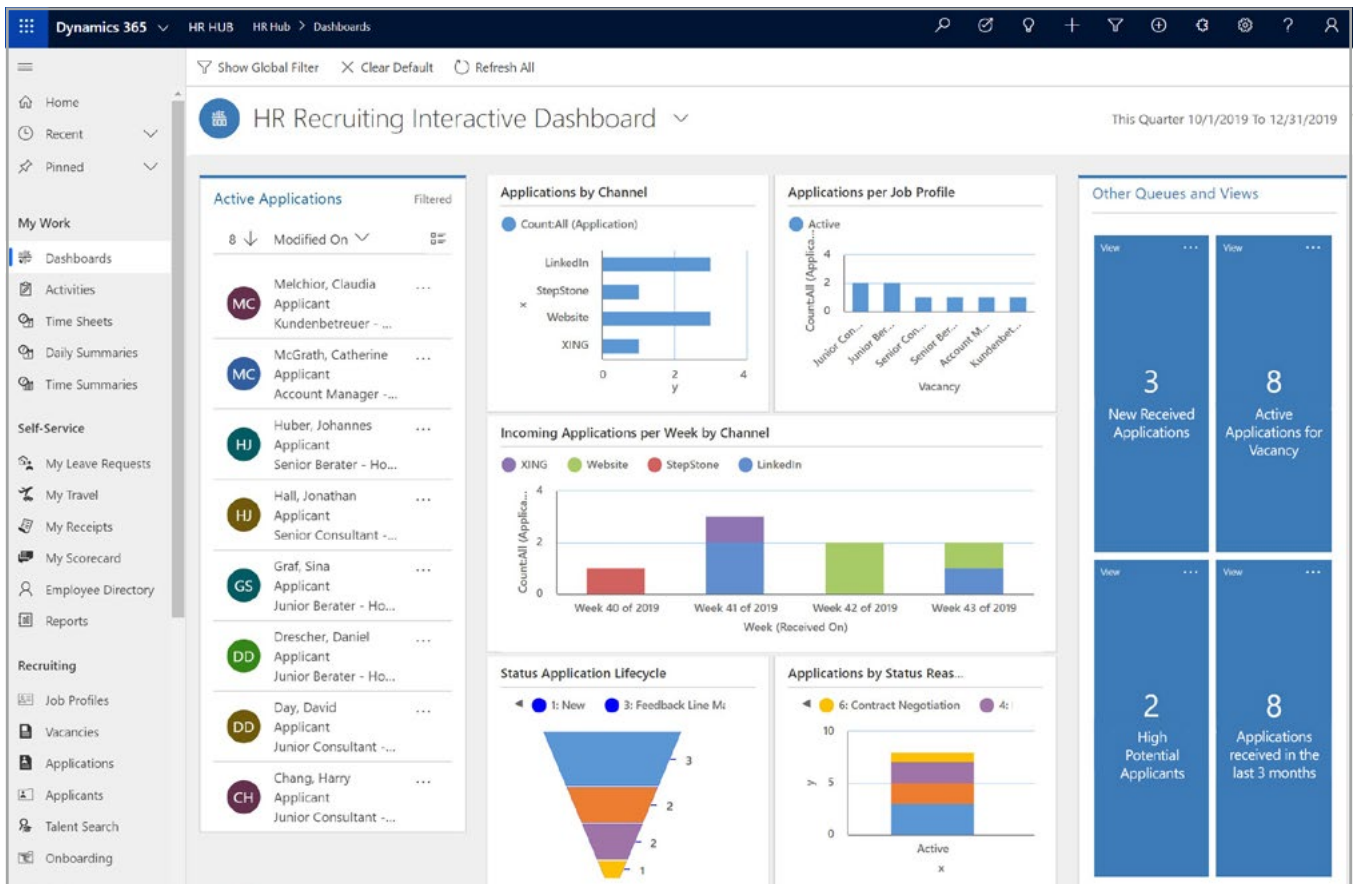 Dynamics 365 HR HUB HR Hub > Dashboards
Show Global Filter Clear Default Refresh All
Home
Recent
Pinned
My Work
Dashboards
Activities
Time Sheets
Daily Summaries
Time Summaries
Self-Service
My Leave Requests
My Travel
My Receipts
My Scorecard
Employee Directory
Reports
Recruiting
Job Profiles
Vacancies
Applications
Applicants
Talent Search
Onboarding
HR Recruiting Interactive Dashboard
This Quarter 10/1/2019 To 12/31/2019
Active Applications Filtered
8 Modified On
MC
Melchior, Claudia ...
Applicant
Kundenbetreuer - ...
MC
McGrath, Catherine ...
Applicant
Account Manager -...
HJ
Huber, Johannes ...
Applicant
Senior Berater - Ho...
HJ
Hall, Jonathan ...
Applicant
Senior Consultant -...
GS
Graf, Sina ...
Applicant
Junior Berater - Ho...
DD
Drescher, Daniel ...
Applicant
Junior Berater - Ho...
DD
Day, David ...
Applicant
Junior Consultant -...
CH
Chang, Harry ...
Applicant
Junior Consultant -...
Applications by Channel
Count:All (Application)
LinkedIn
StepStone
Website
XING
x
0 2 4
y
Applications per Job Profile
Active
Count:All (Applica...
4
2
0
Junior Con...
Junior Ber...
Senior Con...
Senior Ber...
Account M...
Kundenbet...
Vacancy
Incoming Applications per Week by Channel
XING Website StepStone LinkedIn
Count:All (Applica...
4
2
0
Week 40 of 2019 Week 41 of 2019 Week 42 of 2019 Week 43 of 2019
Week (Received On)
Status Application Lifecycle
1: New 3: Feedback Line Ma
3
2
2
1
Applications by Status Reas...
6: Contract Negotiation 4:
10
5
0
y
Active
x
Other Queues and Views
View ...
3
New Received
Applications
View ...
8
Active
Applications for
Vacancy
View ...
2
High
Potential
Applicants
View ...
8
Applications
received in the
last 3 months